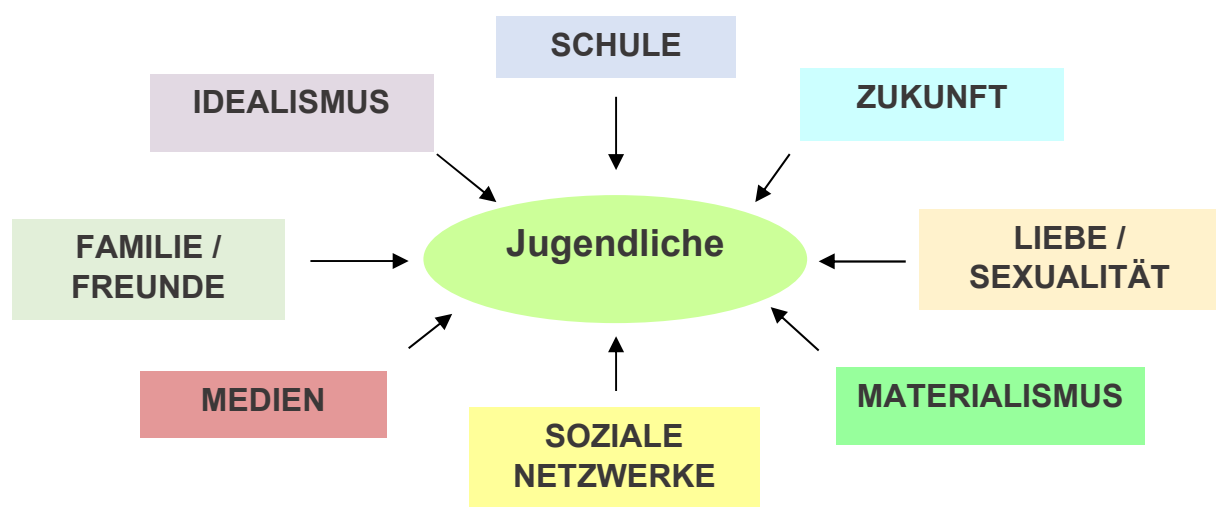 SCHULE
IDEALISMUS
ZUKUNFT
Jugendliche
FAMILIE /
FREUNDE
LIEBE /
SEXUALITÄT
MEDIEN
MATERIALISMUS
SOZIALE
NETZWERKE